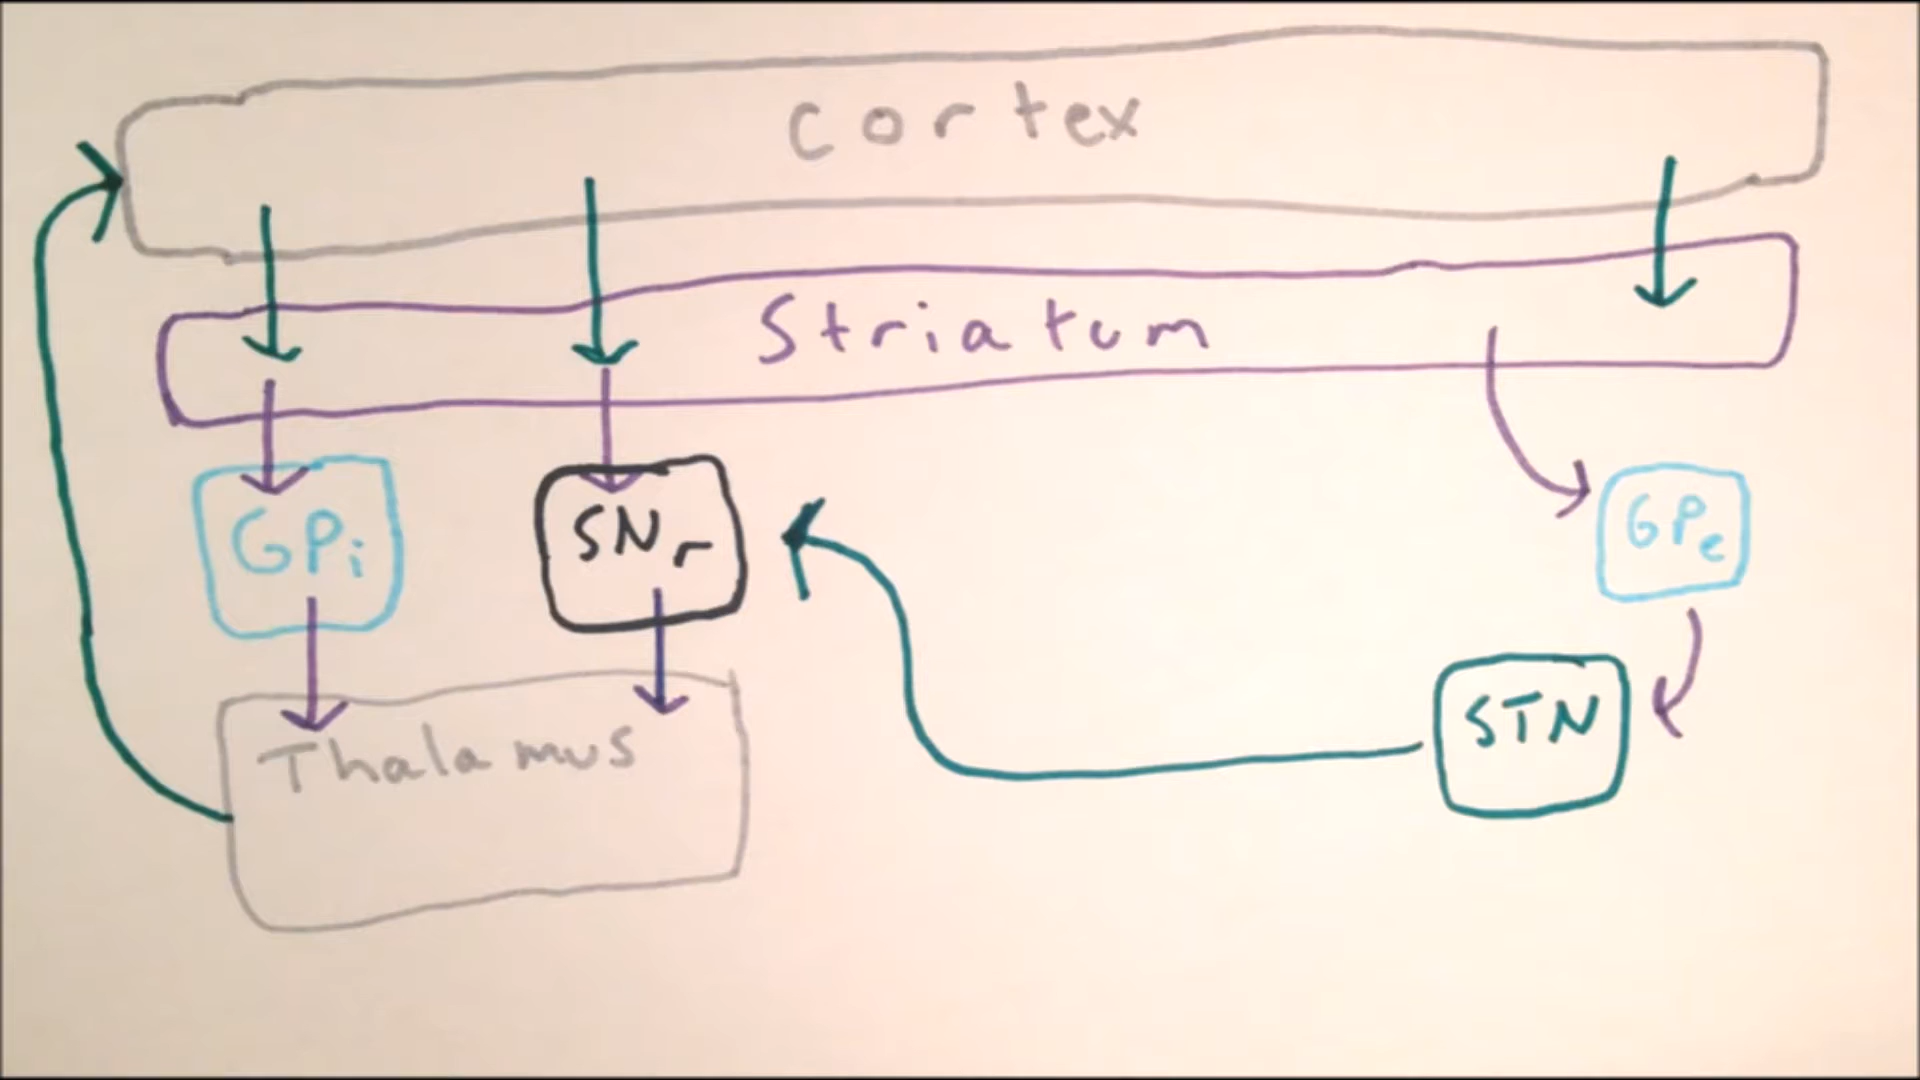 Cortex
Striatum
GPi
SNr
GPe
STN
Thalamus